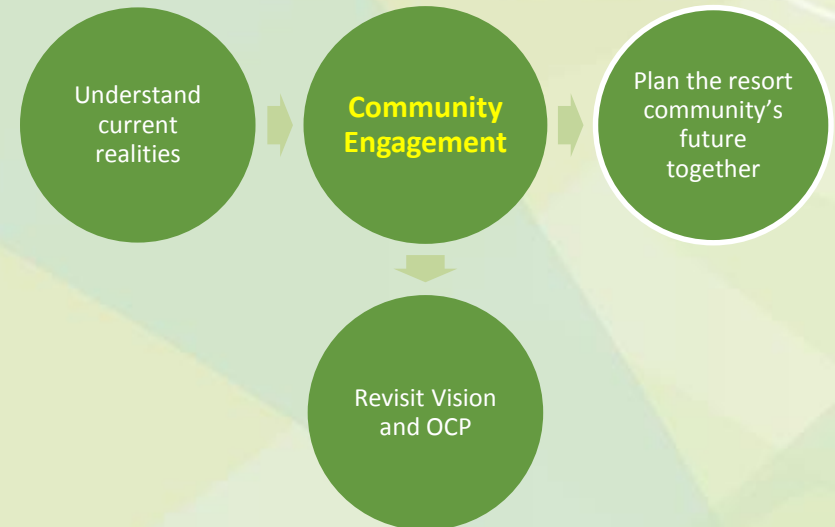 Understand
current
realities
Community
Engagement
Plan the resort
community’s
future
together
Revisit Vision
and OCP